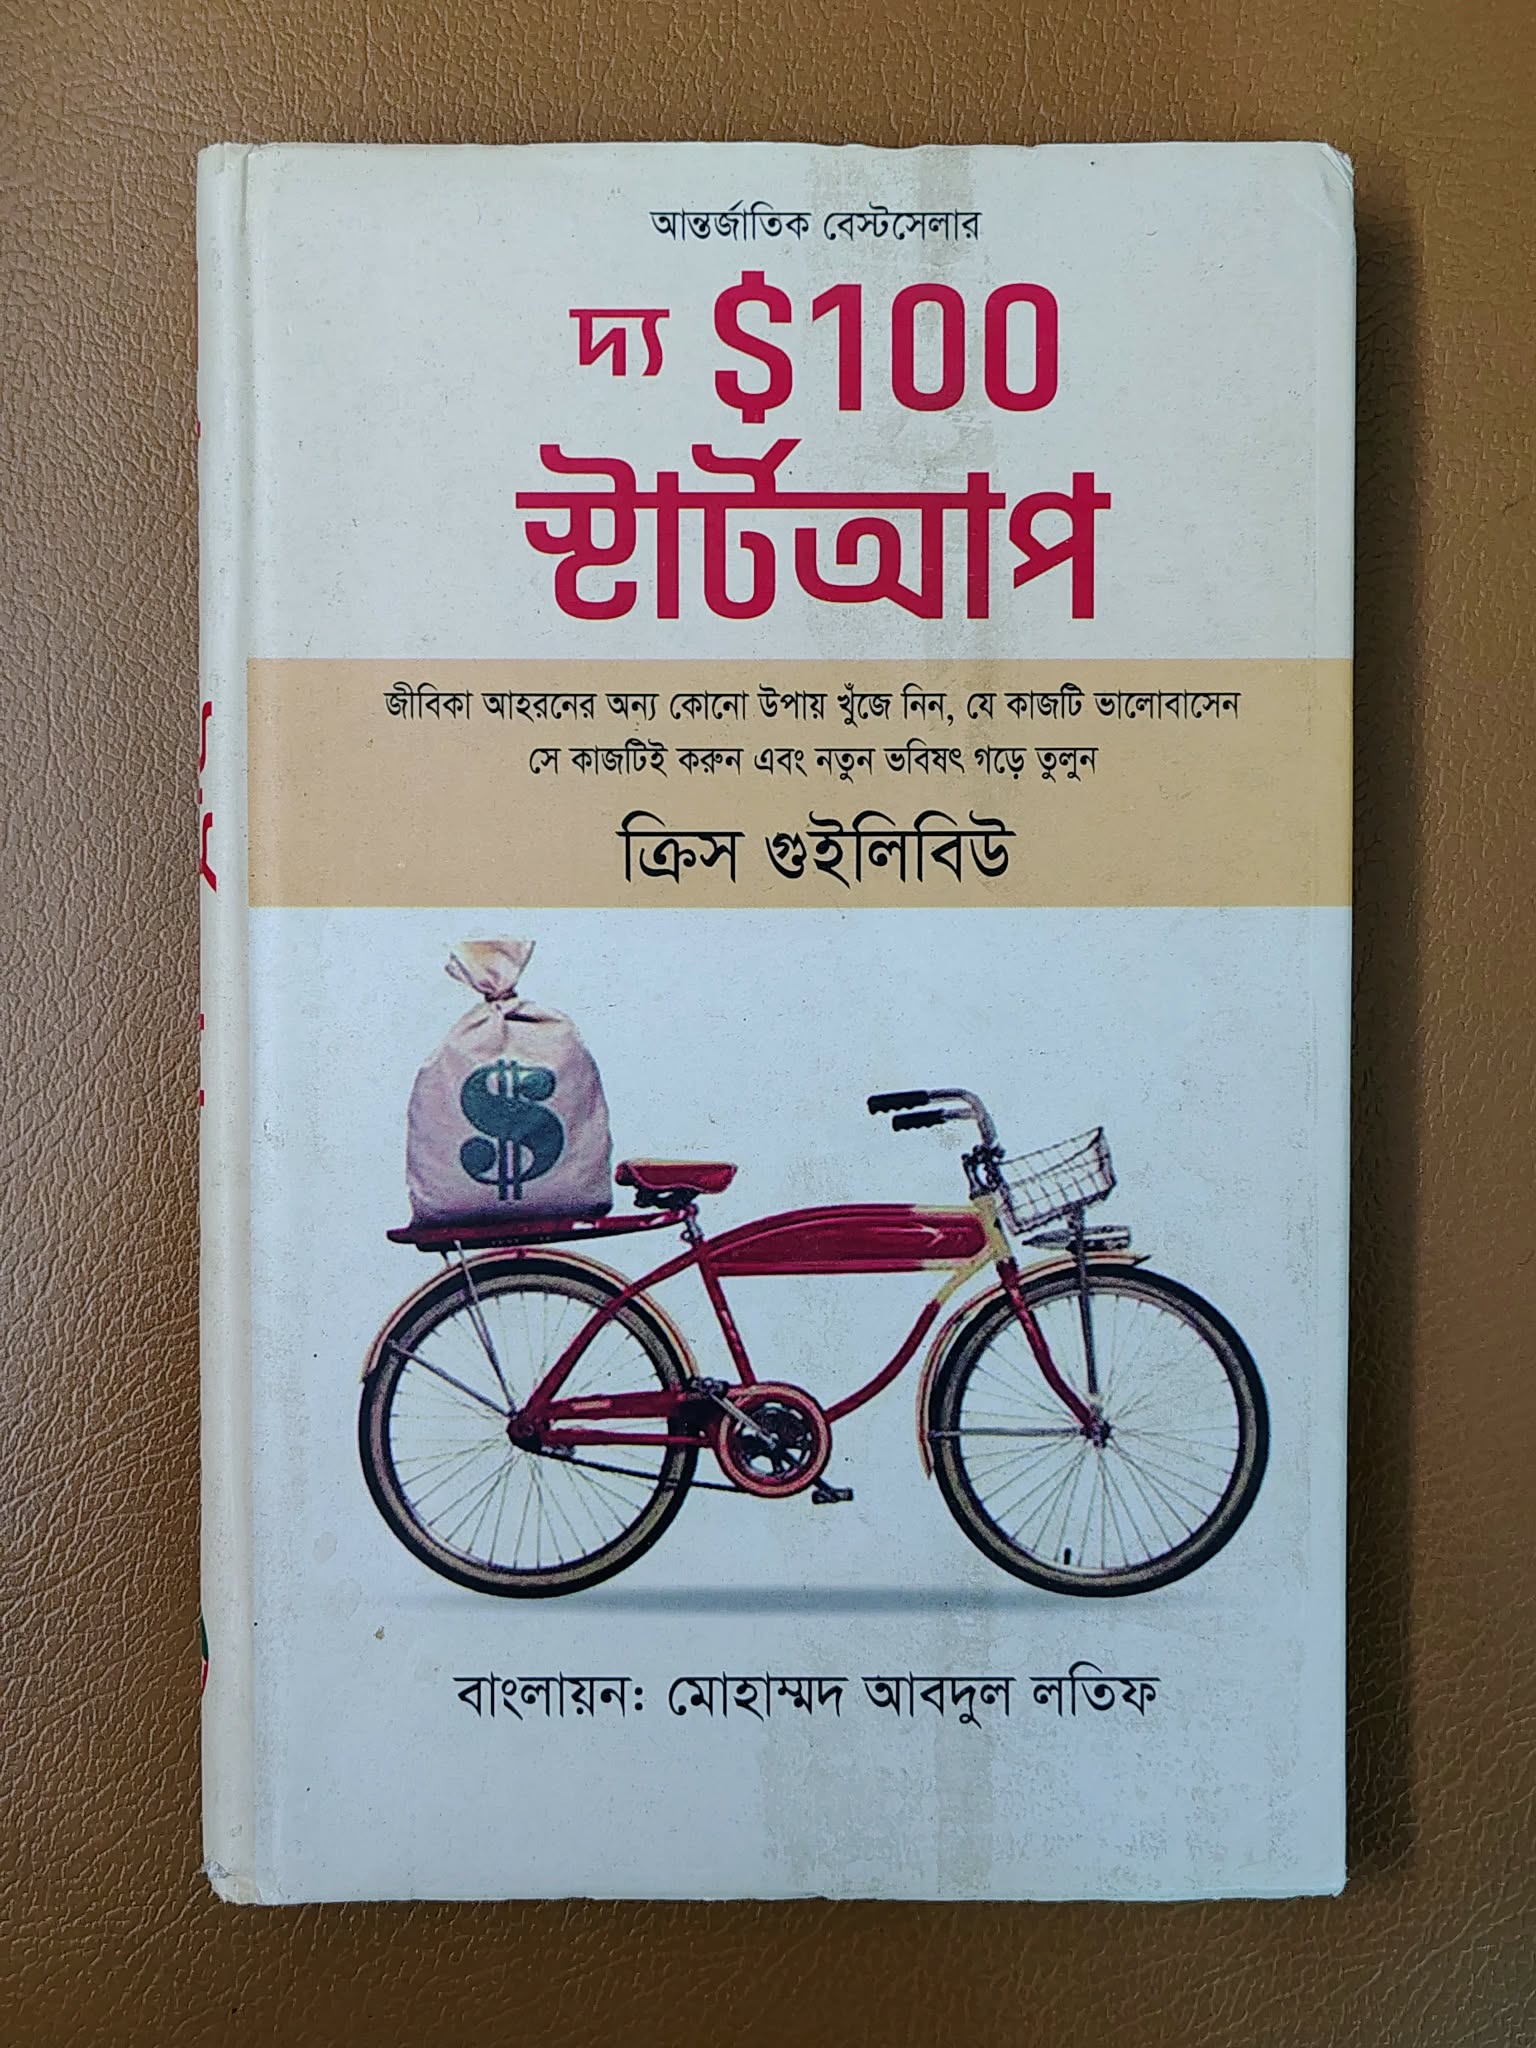 আন্তর্জাতিক বেস্টসেলার
দ্য $100
স্টার্টআপ
জীবিকা আহরনের অন্য কোনো উপায় খুঁজে নিন, যে কাজটি ভালোবাসেন
সে কাজটিই করুন এবং নতুন ভবিষৎ গড়ে তুলুন
ক্রিস গুইলিবিউ
$
বাংলায়ন: মোহাম্মদ আবদুল লতিফ